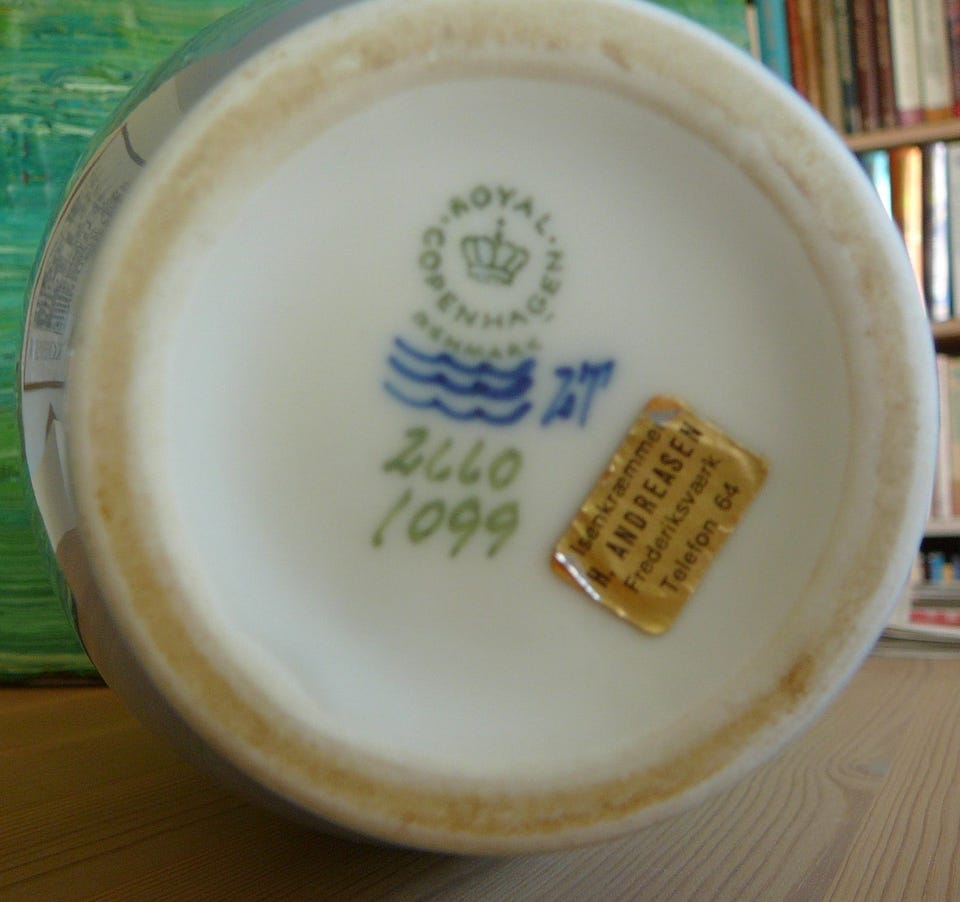 ROYAL
COPENHAGEN
DENMARK
2660
1099
Isenkræmmer
H. ANDREASEN
Frederiksværk
Telefon 64